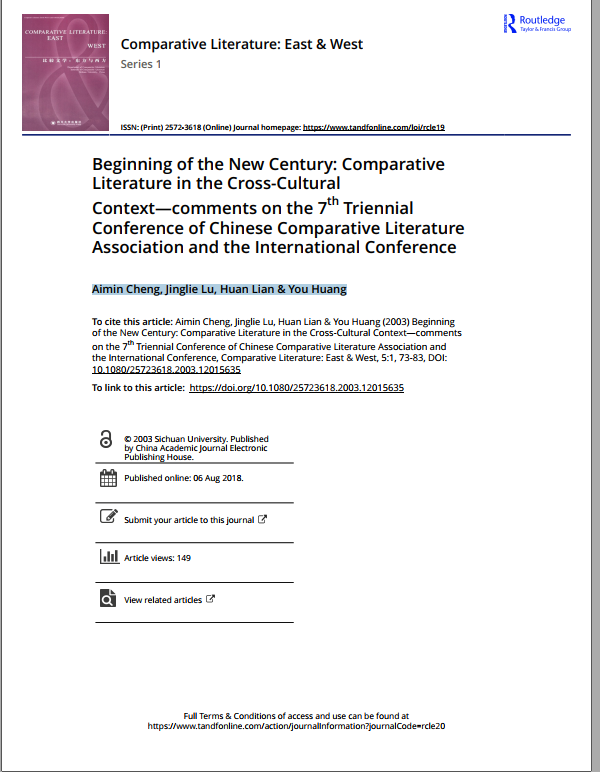 COMPARATIVE LITERATURE:
EAST
WEST
Routledge
Taylor & Francis Group
Comparative Literature: East & West
Series 1
ISSN: (Print) 2572-3618 (Online) Journal homepage: https://www.tandfonline.com/loi/rcle19
Beginning of the New Century: Comparative
Literature in the Cross-Cultural
Context—comments on the 7th Triennial
Conference of Chinese Comparative Literature
Association and the International Conference
Aimin Cheng, Jinglie Lu, Huan Lian & You Huang
To cite this article: Aimin Cheng, Jinglie Lu, Huan Lian & You Huang (2003) Beginning
of the New Century: Comparative Literature in the Cross-Cultural Context—comments
on the 7th Triennial Conference of Chinese Comparative Literature Association and
the International Conference, Comparative Literature: East & West, 5:1, 73-83, DOI:
10.1080/25723618.2003.12015635
To link to this article: https://doi.org/10.1080/25723618.2003.12015635
© 2003 Sichuan University. Published
by China Academic Journal Electronic
Publishing House.
Published online: 06 Aug 2018.
Submit your article to this journal
Article views: 149
View related articles
Full Terms & Conditions of access and use can be found at
https://www.tandfonline.com/action/journalInformation?journalCode=rcle20